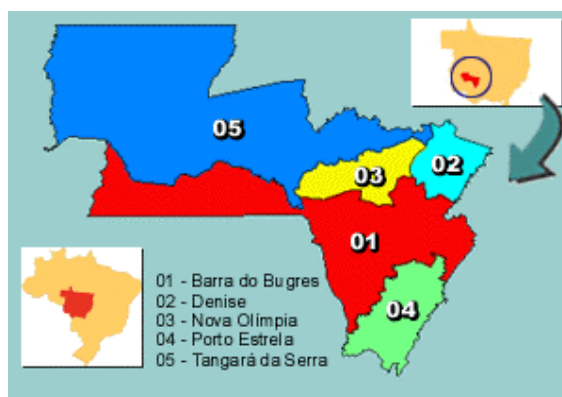 05
02
03
01
04
01 - Barra do Bugres
02 - Denise
03 - Nova Olímpia
04 - Porto Estrela
05 - Tangará da Serra